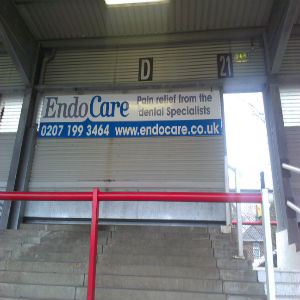 D 21
EndoCare Pain relief from the
dental Specialists
0207 199 3464 www.endocare.co.uk